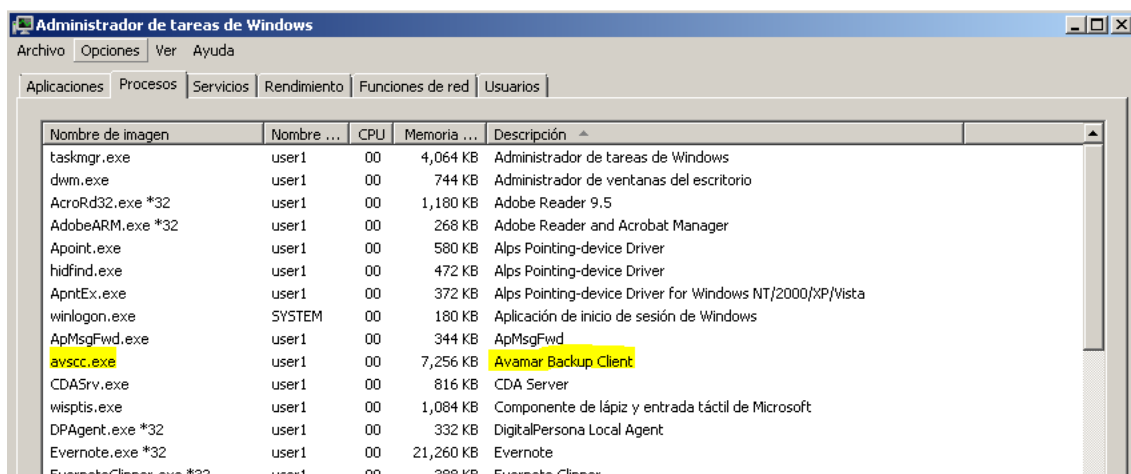 Administrador de tareas de Windows
Archivo Opciones Ver Ayuda
Aplicaciones Procesos Servicios Rendimiento Funciones de red Usuarios
Nombre de imagen Nombre ... CPU Memoria ... Descripción
taskmgr.exe user1 00 4,064 KB Administrador de tareas de Windows
dwm.exe user1 00 744 KB Administrador de ventanas del escritorio
AcroRd32.exe *32 user1 00 1,180 KB Adobe Reader 9.5
AdobeARM.exe *32 user1 00 268 KB Adobe Reader and Acrobat Manager
Apoint.exe user1 00 580 KB Alps Pointing-device Driver
hidfind.exe user1 00 472 KB Alps Pointing-device Driver
ApntEx.exe user1 00 372 KB Alps Pointing-device Driver for Windows NT/2000/XP/Vista
winlogon.exe SYSTEM 00 180 KB Aplicación de inicio de sesión de Windows
ApMsgFwd.exe user1 00 344 KB ApMsgFwd
avscc.exe user1 00 7,256 KB Avamar Backup Client
CDASrv.exe user1 00 816 KB CDA Server
wisptis.exe user1 00 1,084 KB Componente de lápiz y entrada táctil de Microsoft
DPAgent.exe *32 user1 00 332 KB DigitalPersona Local Agent
Evernote.exe *32 user1 00 21,260 KB Evernote
EvernoteClipper.exe *32 user1 00 388 KB Evernote Clipper